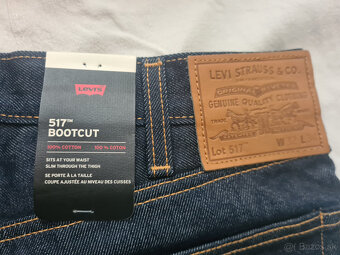 Levi's
517™
BOOTCUT
100% COTTON 100% COTON
SITS AT YOUR WAIST
SLIM THROUGH THE THIGH
SE PORTE À LA TAILLE
COUPE AJUSTÉE AU NIVEAU DES CUISSES
LEVI STRAUSS & CO.
ORIGINAL
GENUINE QUALITY
TRADE
Lot 517 W L